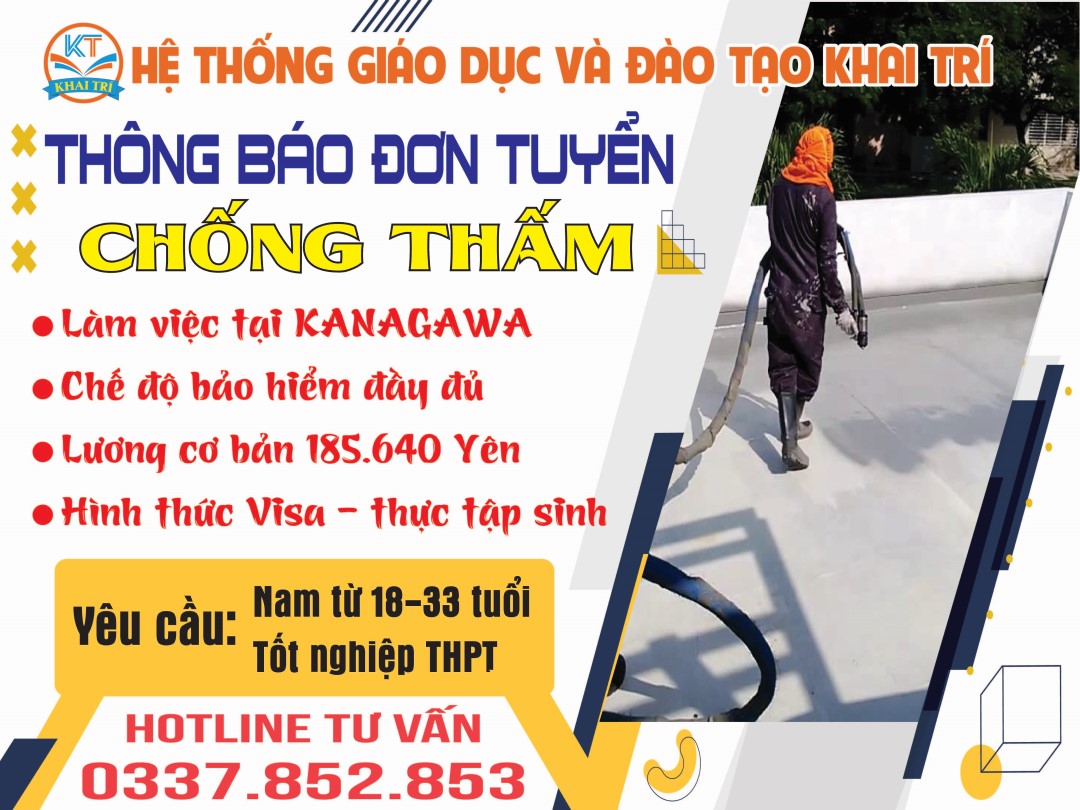 KT
KHAI TRÍ
HỆ THỐNG GIÁO DỤC VÀ ĐÀO TẠO KHAI TRÍ
THÔNG BÁO ĐƠN TUYỂN
CHỐNG THẤM
Làm việc tại KANAGAWA
Chế độ bảo hiểm đầy đủ
Lương cơ bản 185.640 Yên
Hình thức Visa – thực tập sinh
Yêu cầu:
Nam từ 18-33 tuổi
Tốt nghiệp THPT
HOTLINE TƯ VẤN
0337.852.853